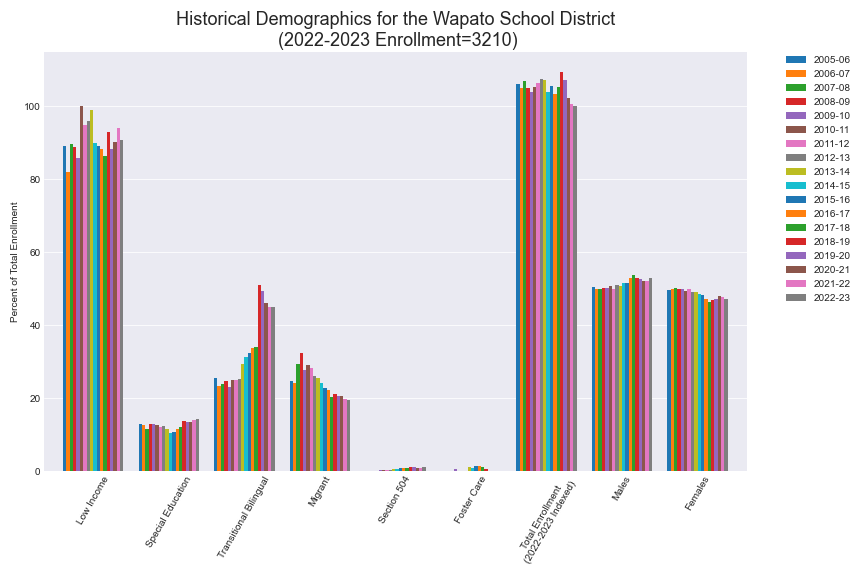 Historical Demographics for the Wapato School District
(2022-2023 Enrollment=3210)
Percent of Total Enrollment
100
80
60
40
20
0
Low Income
Special Education
Transitional Bilingual
Migrant
Section 504
Foster Care
Total Enrollment
(2022-2023 Indexed)
Males
Females
2005-06
2006-07
2007-08
2008-09
2009-10
2010-11
2011-12
2012-13
2013-14
2014-15
2015-16
2016-17
2017-18
2018-19
2019-20
2020-21
2021-22
2022-23